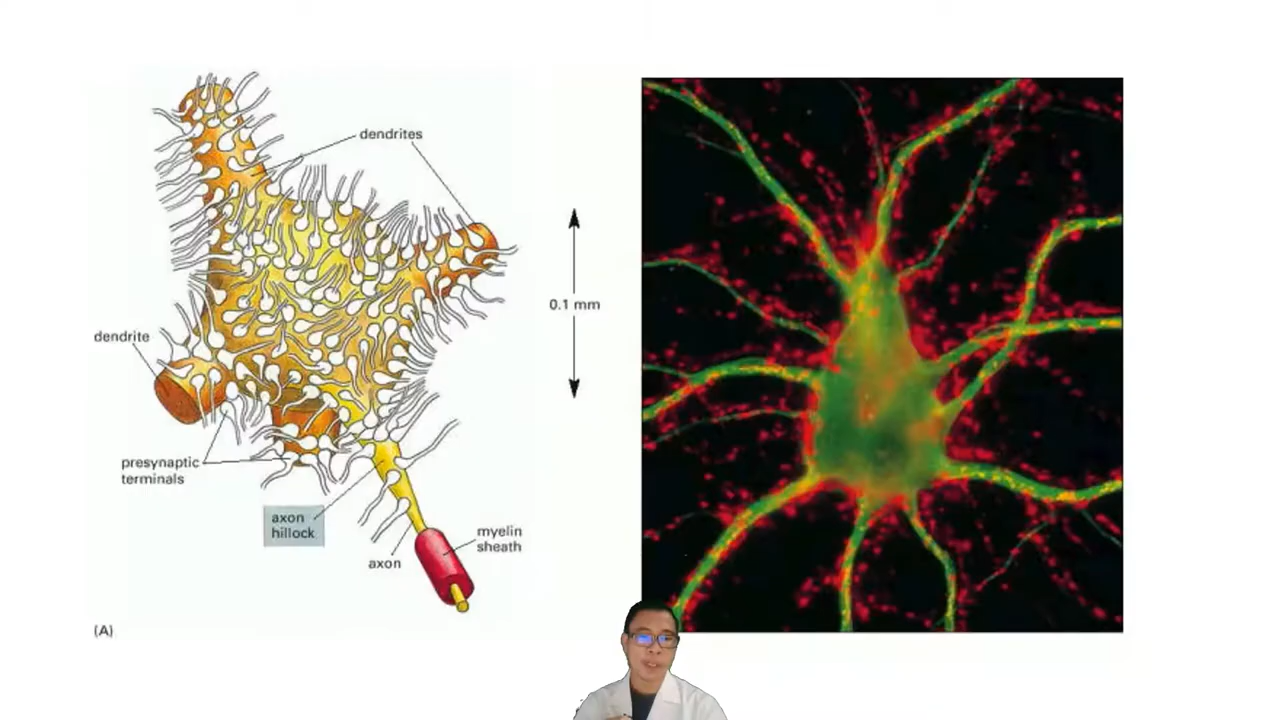 dendrites
0.1 mm
dendrite
presynaptic
terminals
axon
hillock
myelin
sheath
axon
(A)